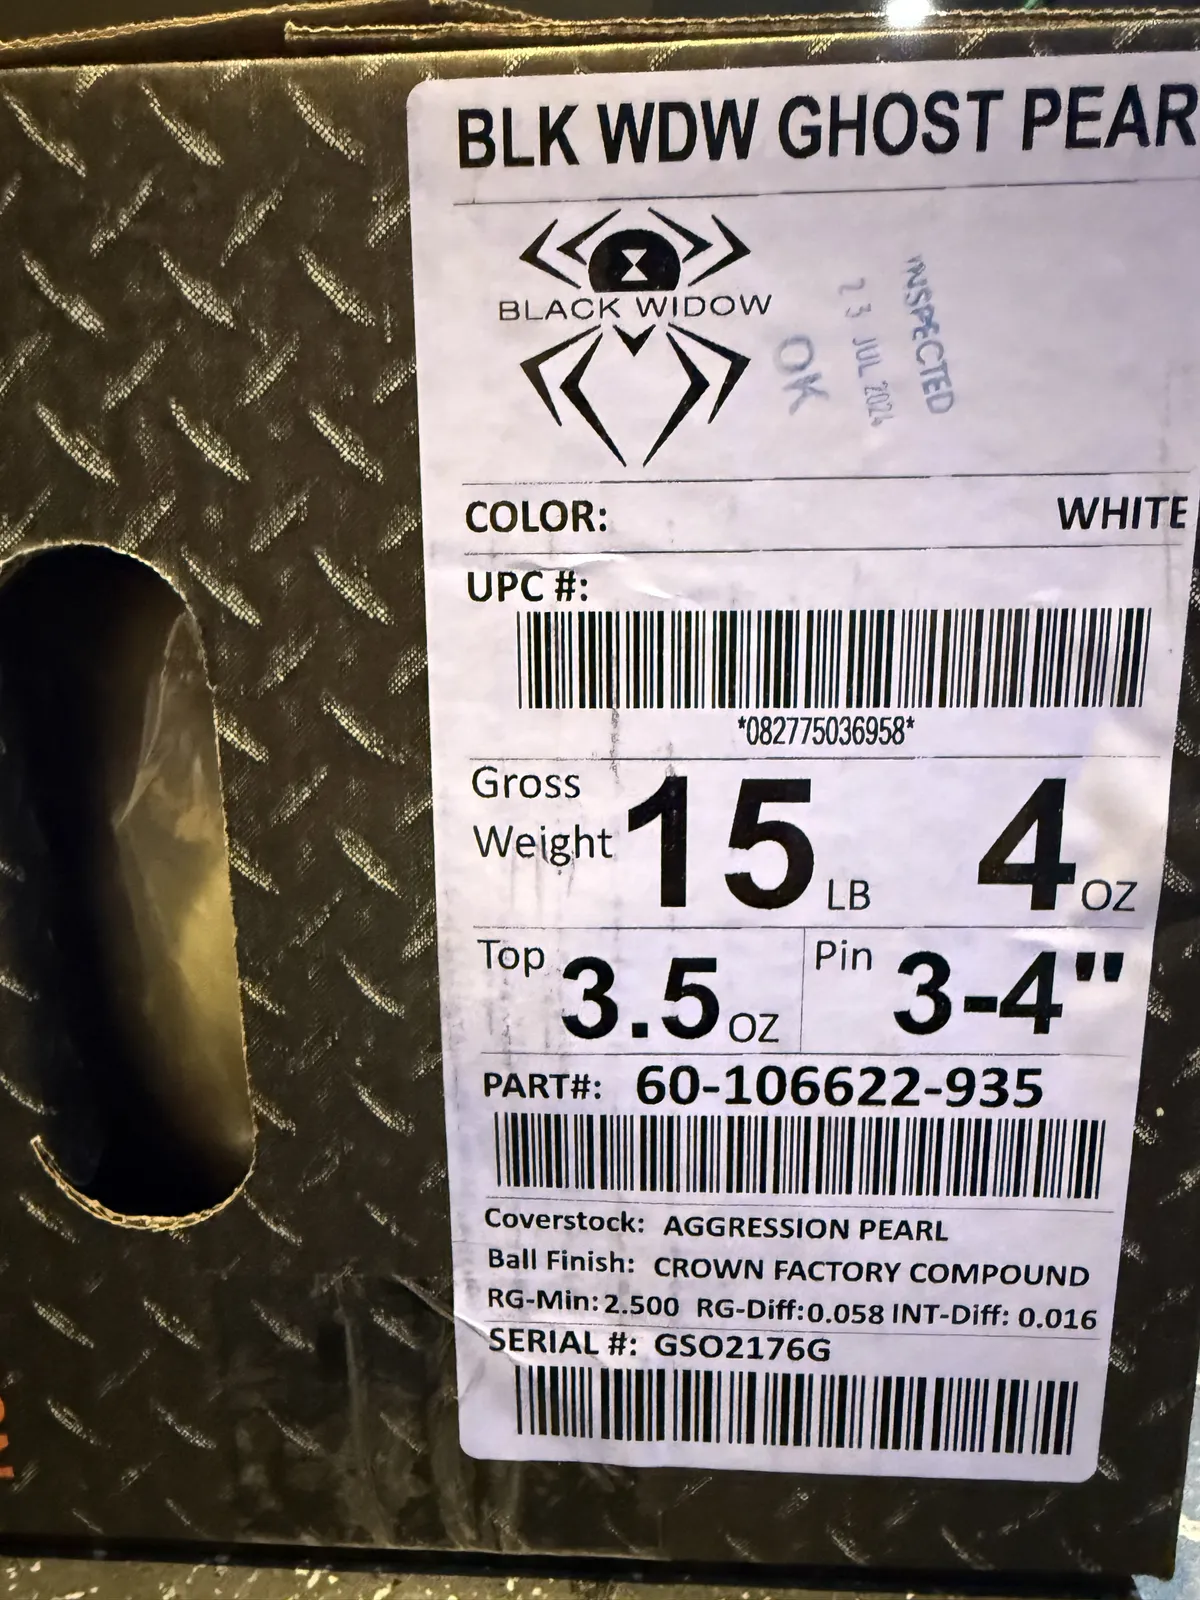 BLK WDW GHOST PEAR
BLACK WIDOW
INSPECTED
23 JUL 2024
OK
COLOR: WHITE
UPC #:
*082775036958*
Gross
Weight 15 LB 4 OZ
Top 3.5 OZ Pin 3-4"
PART#: 60-106622-935
Coverstock: AGGRESSION PEARL
Ball Finish: CROWN FACTORY COMPOUND
RG-Min: 2.500 RG-Diff:0.058 INT-Diff: 0.016
SERIAL #: GSO2176G